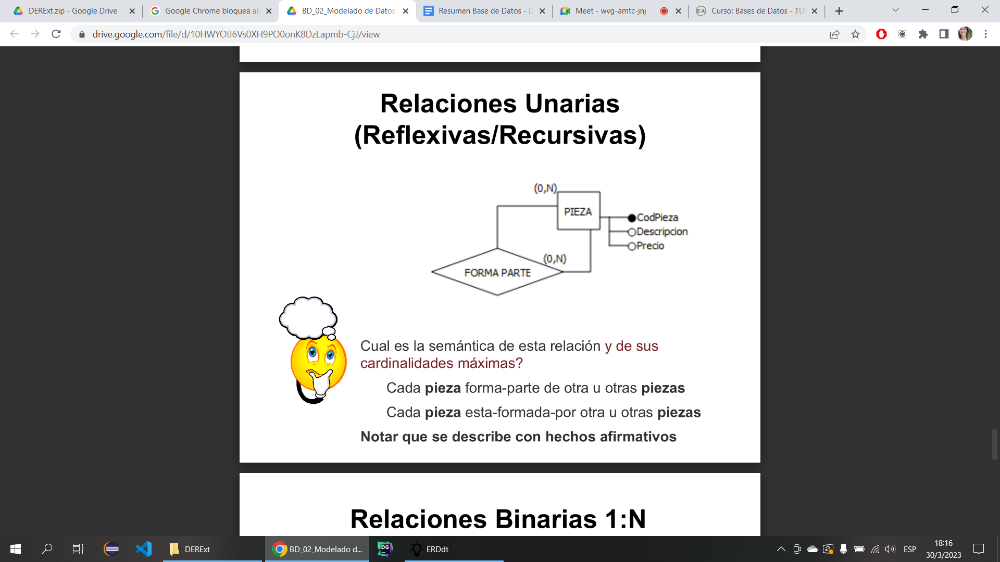 DERExt.zip - Google Drive
Google Chrome bloquea al
BD_02_Modelado de Datos.
Resumen Base de Datos - D
Meet - wvg-amtc-jnj
Curso: Bases de Datos - TU
drive.google.com/file/d/10HWYOtI6Vs0XH9PO0onK8DzLapmb-CjJ/view
Relaciones Unarias
(Reflexivas/Recursivas)
(0,N)
PIEZA
CodPieza
Descripcion
Precio
(0,N)
FORMA PARTE
Cual es la semántica de esta relación y de sus
cardinalidades máximas?
Cada pieza forma-parte de otra u otras piezas
Cada pieza esta-formada-por otra u otras piezas
Notar que se describe con hechos afirmativos
Relaciones Binarias 1:N
DERExt
BD_02_Modelado d...
DG
ERDdt
ESP
18:16
30/3/2023